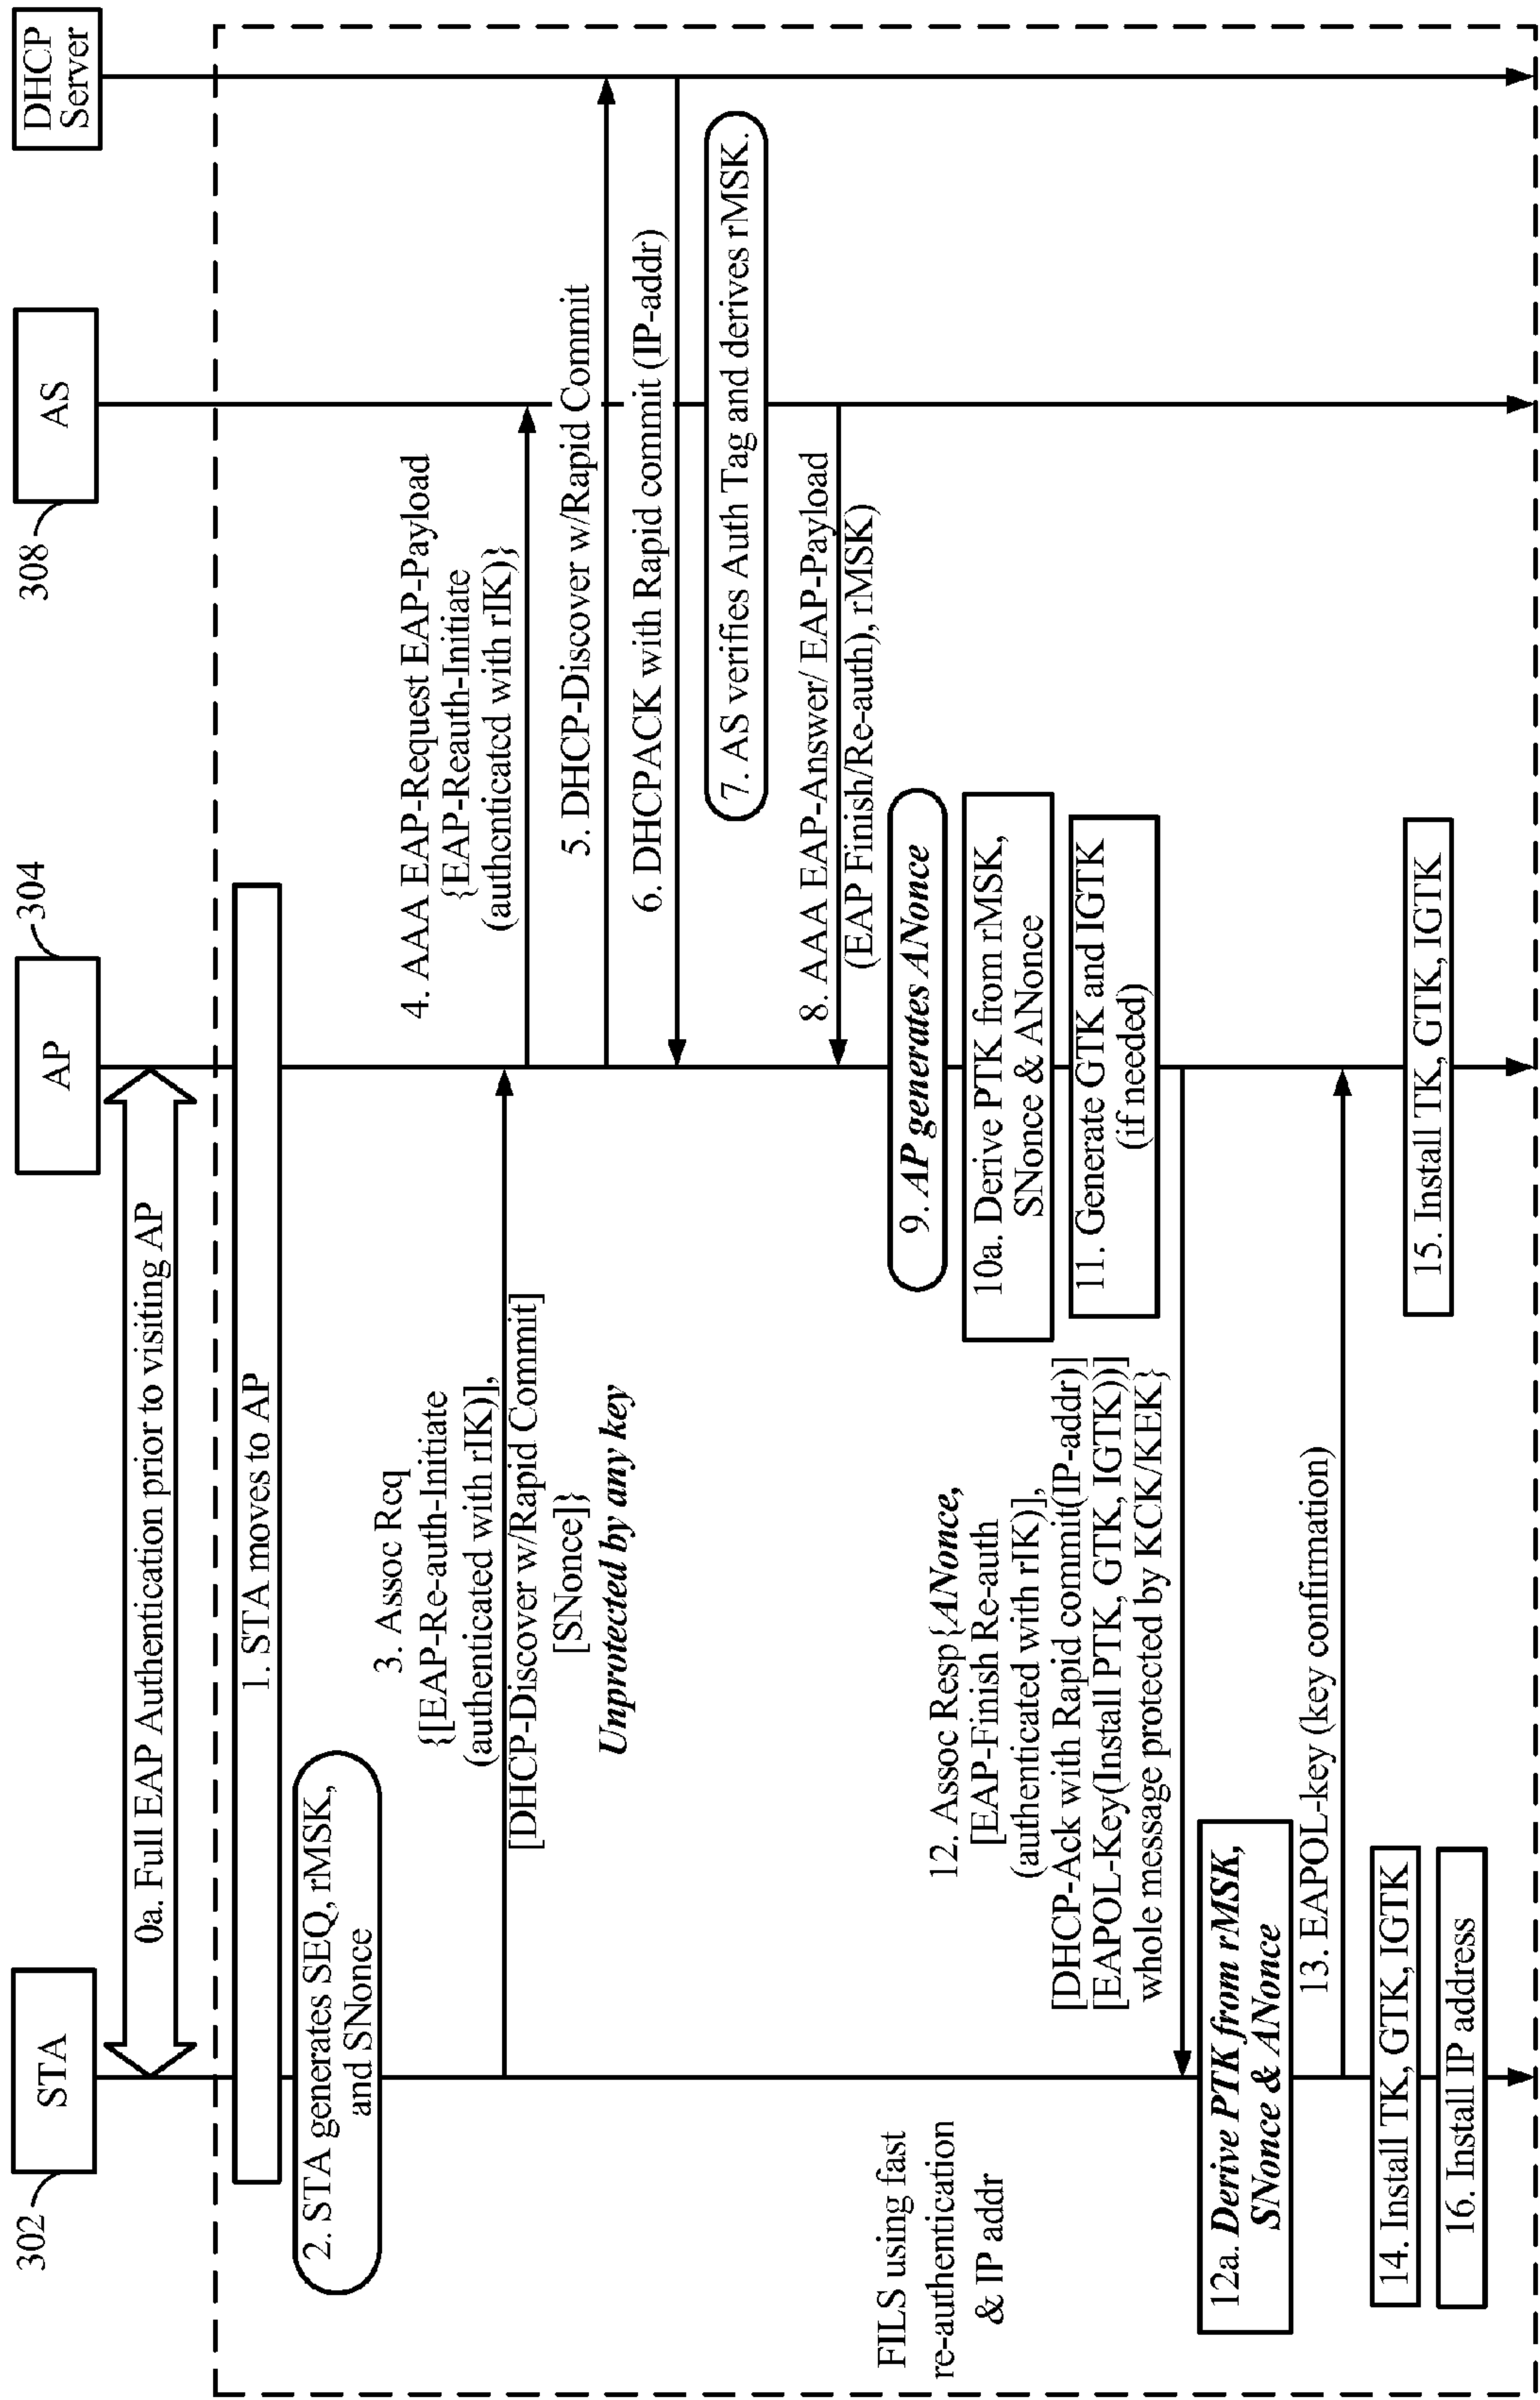 302
STA
304
AP
308
AS
DHCP
Server
0a. Full EAP Authentication prior to visiting AP
1. STA moves to AP
2. STA generates SEQ, rMSK,
and SNonce
3. Assoc Req
{[EAP-Re-auth-Initiate
(authenticated with rIK)],
[DHCP-Discover w/Rapid Commit]
[SNonce]}
Unprotected by any key
4. AAA EAP-Request EAP-Payload
{EAP-Reauth-Initiate
(authenticated with rIK)}
5. DHCP-Discover w/Rapid Commit
6. DHCPACK with Rapid commit (IP-addr)
7. AS verifies Auth Tag and derives rMSK.
8. AAA EAP-Answer/ EAP-Payload
(EAP Finish/Re-auth), rMSK)
FILS using fast
re-authentication
& IP addr
9. AP generates ANonce
10a. Derive PTK from rMSK,
SNonce & ANonce
11. Generate GTK and IGTK
(if needed)
12. Assoc Resp{ANonce,
[EAP-Finish Re-auth
(authenticated with rIK)],
[DHCP-Ack with Rapid commit(IP-addr)]
[EAPOL-Key(Install PTK, GTK, IGTK))]
whole message protected by KCK/KEK}
12a. Derive PTK from rMSK,
SNonce & ANonce
13. EAPOL-key (key confirmation)
14. Install TK, GTK, IGTK
15. Install TK, GTK, IGTK
16. Install IP address